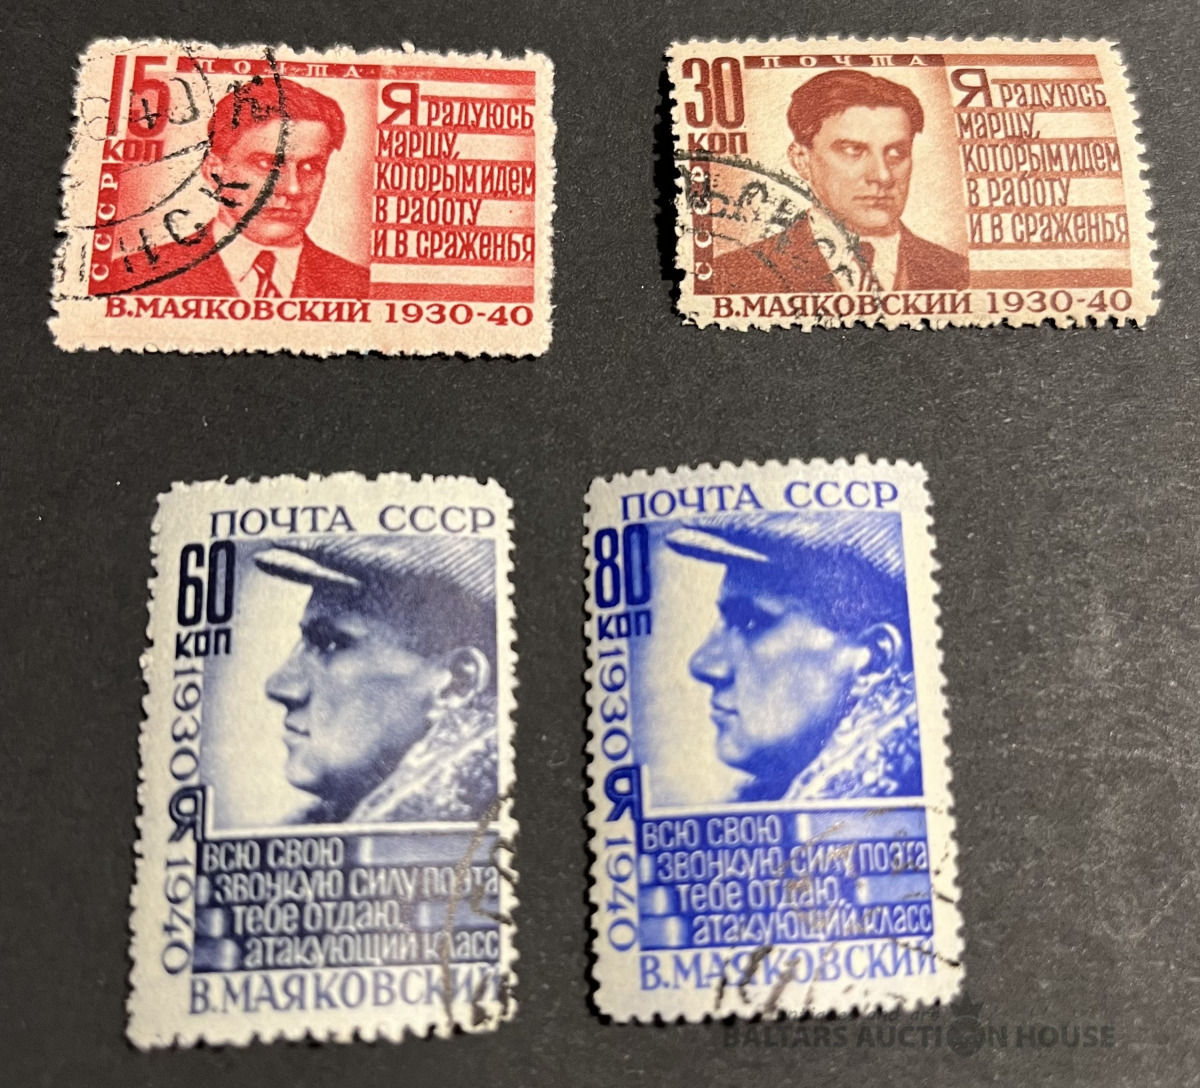 15
КОП
ПОЧТА
СССР
Я РАДУЮСЬ
МАРШУ,
КОТОРЫМ ИДЕМ
В РАБОТУ
И В СРАЖЕНЬЯ
В.МАЯКОВСКИЙ 1930-40
НСК
30
КОП
ПОЧТА
СССР
Я РАДУЮСЬ
МАРШУ,
КОТОРЫМ ИДЕМ
В РАБОТУ
И В СРАЖЕНЬЯ
В.МАЯКОВСКИЙ 1930-40
ПОЧТА СССР
60
КОП
1930 1940
Я
ВСЮ СВОЮ
ЗВОНКУЮ СИЛУ ПОЭТА
ТЕБЕ ОТДАЮ,
АТАКУЮЩИЙ КЛАСС
В.МАЯКОВСКИЙ
ПОЧТА СССР
80
КОП
1930 1940
Я
ВСЮ СВОЮ
ЗВОНКУЮ СИЛУ ПОЭТА
ТЕБЕ ОТДАЮ,
АТАКУЮЩИЙ КЛАСС
В.МАЯКОВСКИЙ
BALTARS AUCTION HOUSE